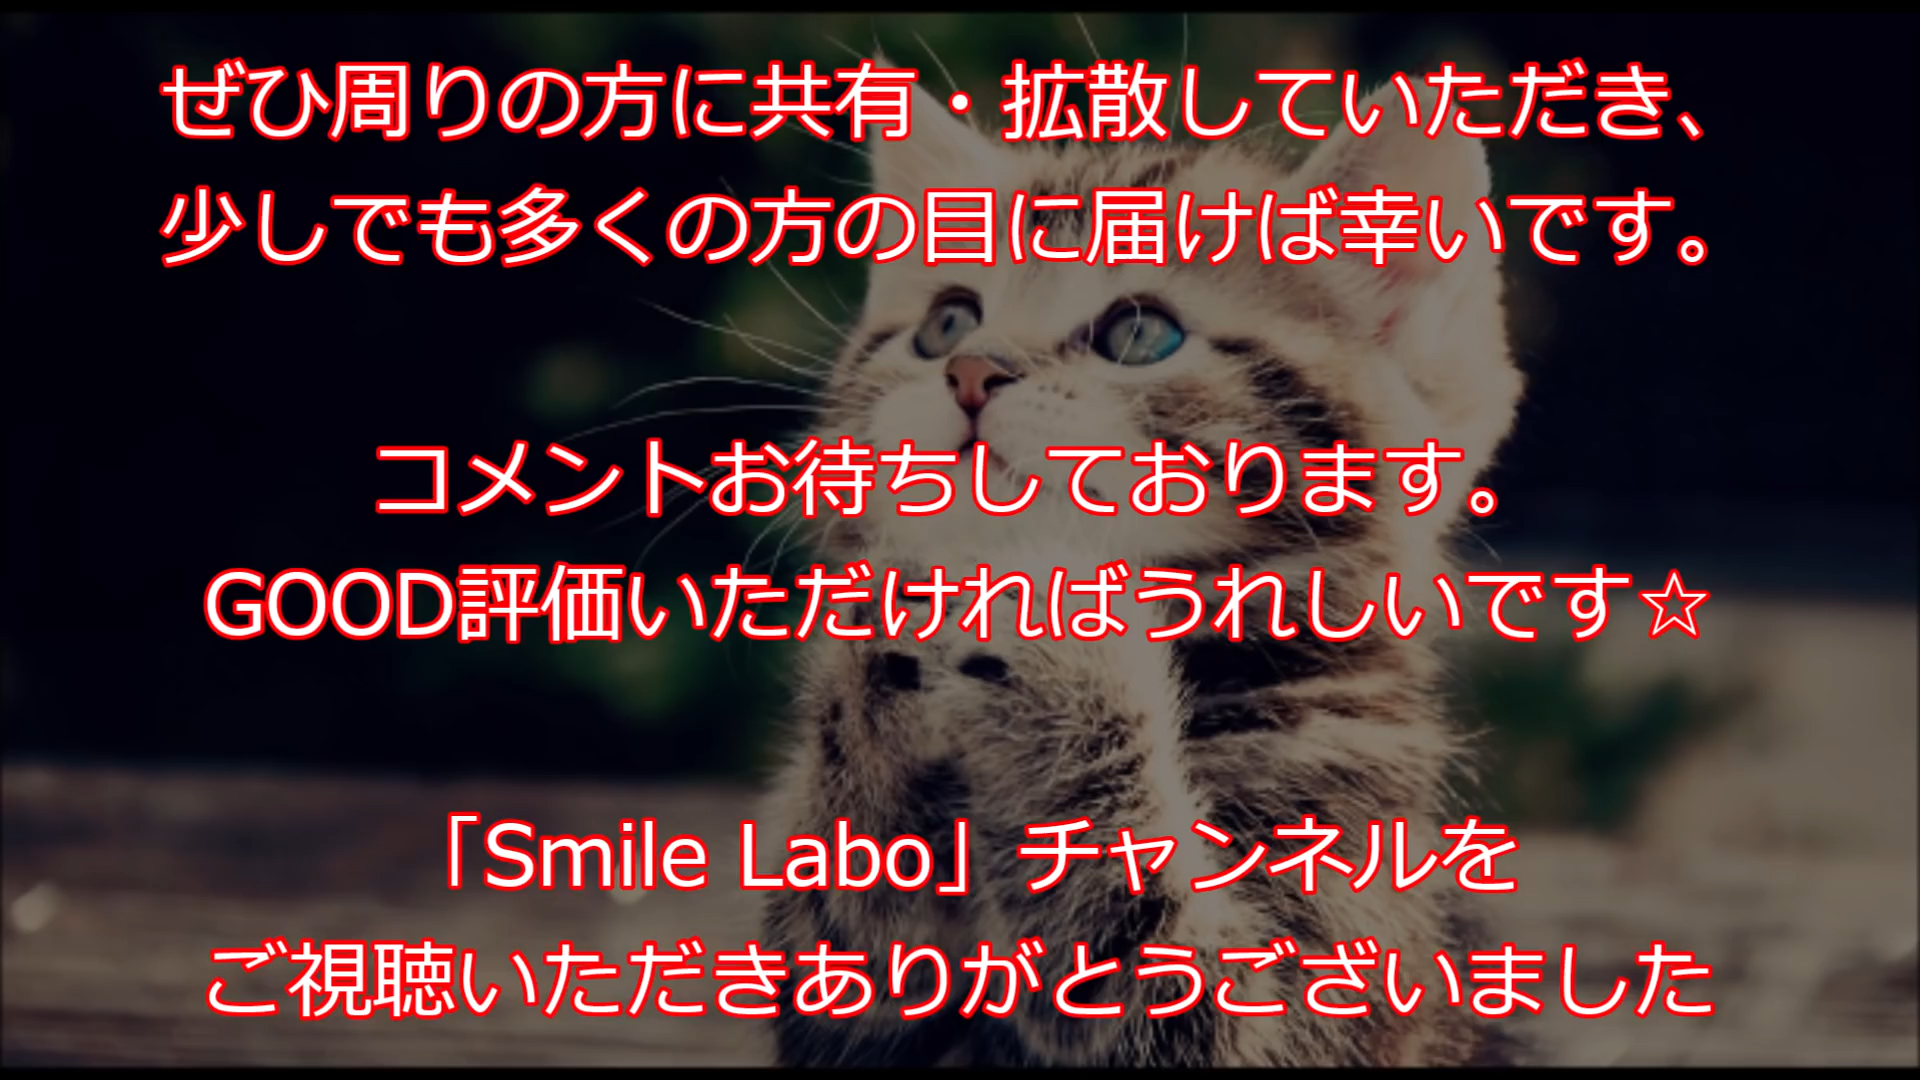 ぜひ周りの方に共有・拡散していただき、
少しでも多くの方の目に届けば幸いです。
コメントお待ちしております。
GOOD評価いただければうれしいです☆
「Smile Labo」チャンネルを
ご視聴いただきありがとうございました